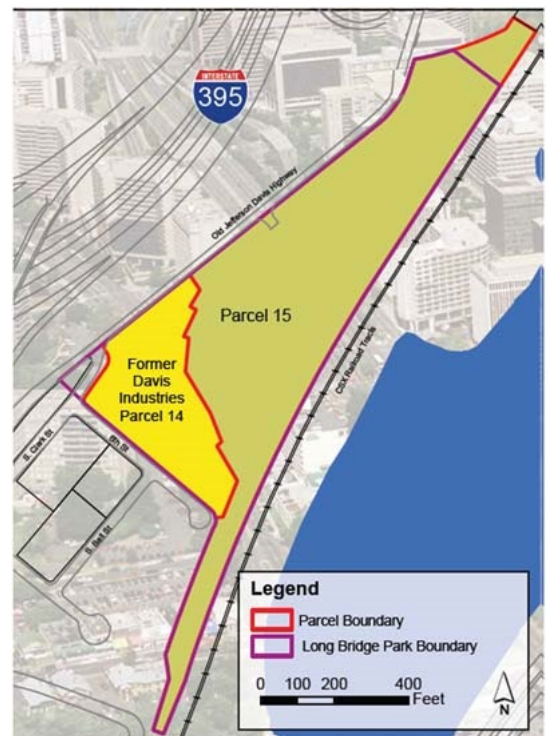 INTERSTATE
395
Old Jefferson Davis Highway
Parcel 15
CSX Railroad Tracts
Former
Davis
Industries
Parcel 14
S. Clark St
6th St
S. Ball St
Legend
Parcel Boundary
Long Bridge Park Boundary
0 100 200 400
Feet
N